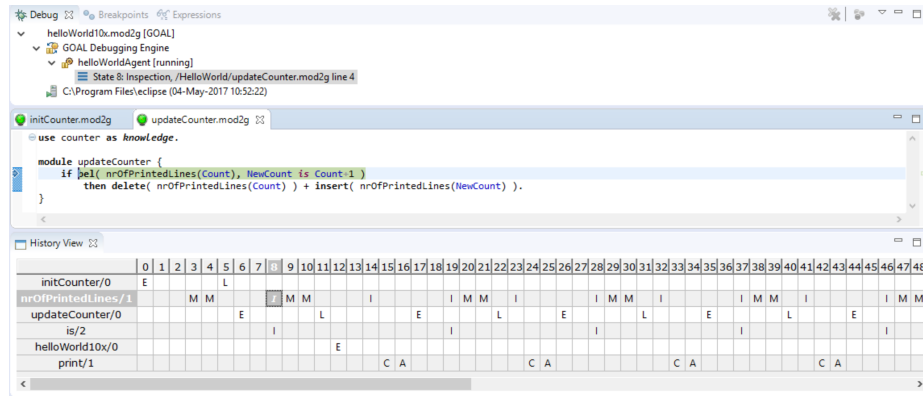 Debug Breakpoints Expressions
helloWorld10x.mod2g [GOAL]
GOAL Debugging Engine
helloWorldAgent [running]
State 8: Inspection, /HelloWorld/updateCounter.mod2g line 4
C:\Program Files\eclipse (04-May-2017 10:52:22)
initCounter.mod2g updateCounter.mod2g
use counter as knowledge.
module updateCounter {
if bel( nrOfPrintedLines(Count), NewCount is Count+1 )
then delete( nrOfPrintedLines(Count) ) + insert( nrOfPrintedLines(NewCount) ).
}
History View
0 1 2 3 4 5 6 7 8 9 10 11 12 13 14 15 16 17 18 19 20 21 22 23 24 25 26 27 28 29 30 31 32 33 34 35 36 37 38 39 40 41 42 43 44 45 46 47 48
initCounter/0 E L
nrOfPrintedLines/1 M M I M M I I M M I I M M I I M M I I M M
updateCounter/0 E L E L E L E L E
is/2 I I I I I
helloWorld10x/0 E
print/1 C A C A C A C A